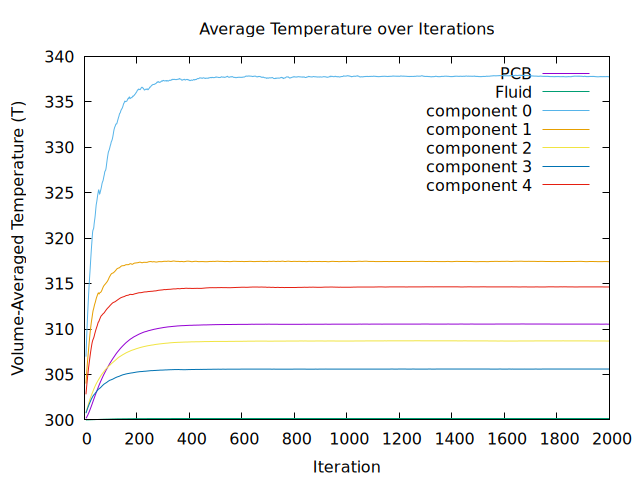 Average Temperature over Iterations
Volume-Averaged Temperature (T)
340
335
330
325
320
315
310
305
300
PCB
Fluid
component 0
component 1
component 2
component 3
component 4
0 200 400 600 800 1000 1200 1400 1600 1800 2000
Iteration